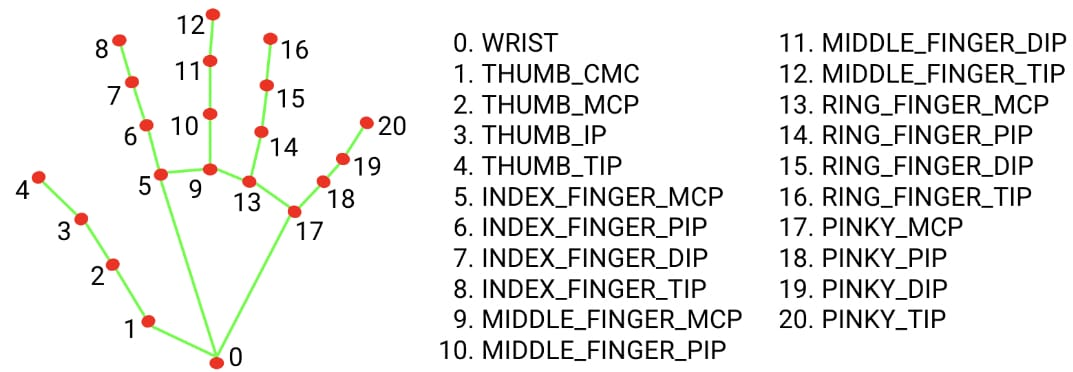 12
8
16
11
7
15
6
10
14
20
19
4
5
9
13
18
3
17
2
1
0
0. WRIST
1. THUMB_CMC
2. THUMB_MCP
3. THUMB_IP
4. THUMB_TIP
5. INDEX_FINGER_MCP
6. INDEX_FINGER_PIP
7. INDEX_FINGER_DIP
8. INDEX_FINGER_TIP
9. MIDDLE_FINGER_MCP
10. MIDDLE_FINGER_PIP
11. MIDDLE_FINGER_DIP
12. MIDDLE_FINGER_TIP
13. RING_FINGER_MCP
14. RING_FINGER_PIP
15. RING_FINGER_DIP
16. RING_FINGER_TIP
17. PINKY_MCP
18. PINKY_PIP
19. PINKY_DIP
20. PINKY_TIP